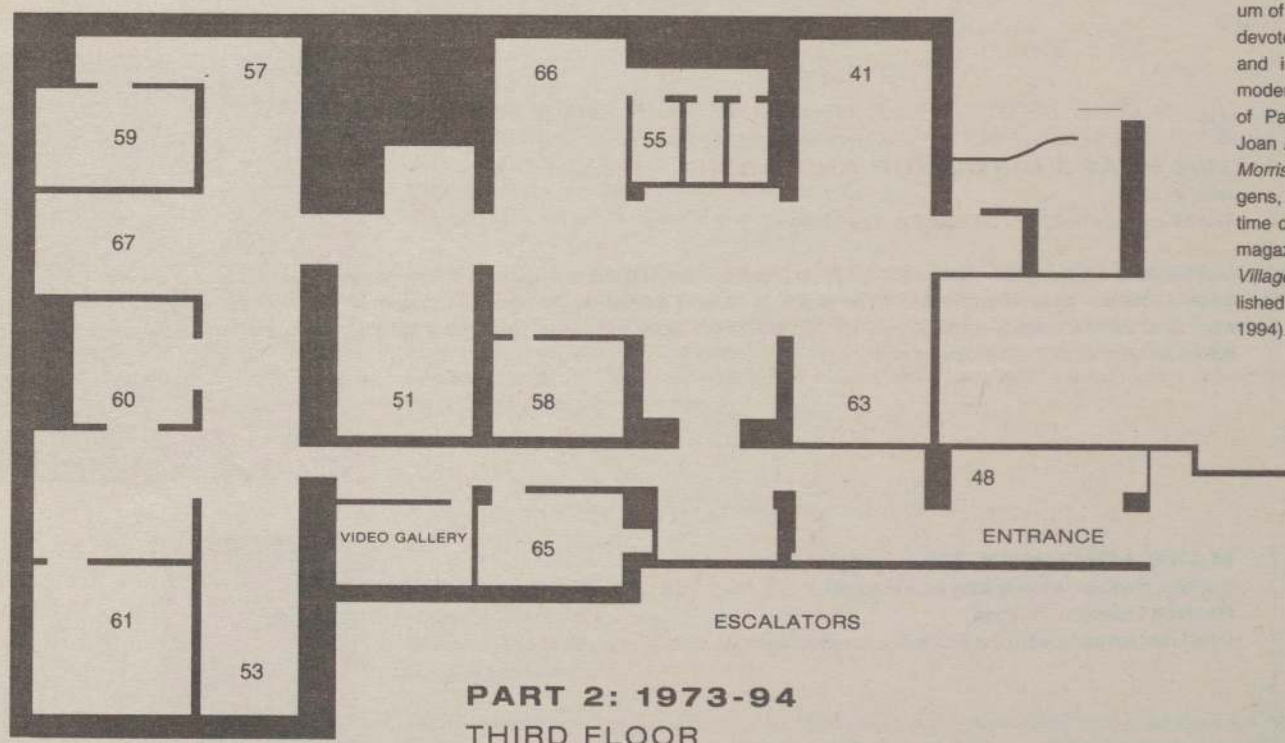 57
66
41
59
55
67
60
51
58
63
48
VIDEO GALLERY
65
ENTRANCE
61
ESCALATORS
53
PART 2: 1973-94
THIRD FLOOR
um of
devote
and i
moder
of Pa
Joan
Morris
gens,
time o
magaz
Village
lished
1994)